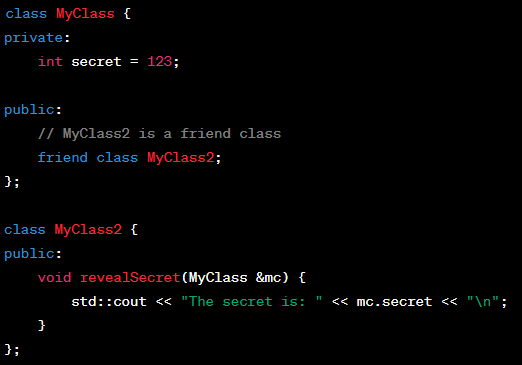 class MyClass {
private:
    int secret = 123;

public:
    // MyClass2 is a friend class
    friend class MyClass2;
};

class MyClass2 {
public:
    void revealSecret(MyClass &mc) {
        std::cout << "The secret is: " << mc.secret << "\n";
    }
};